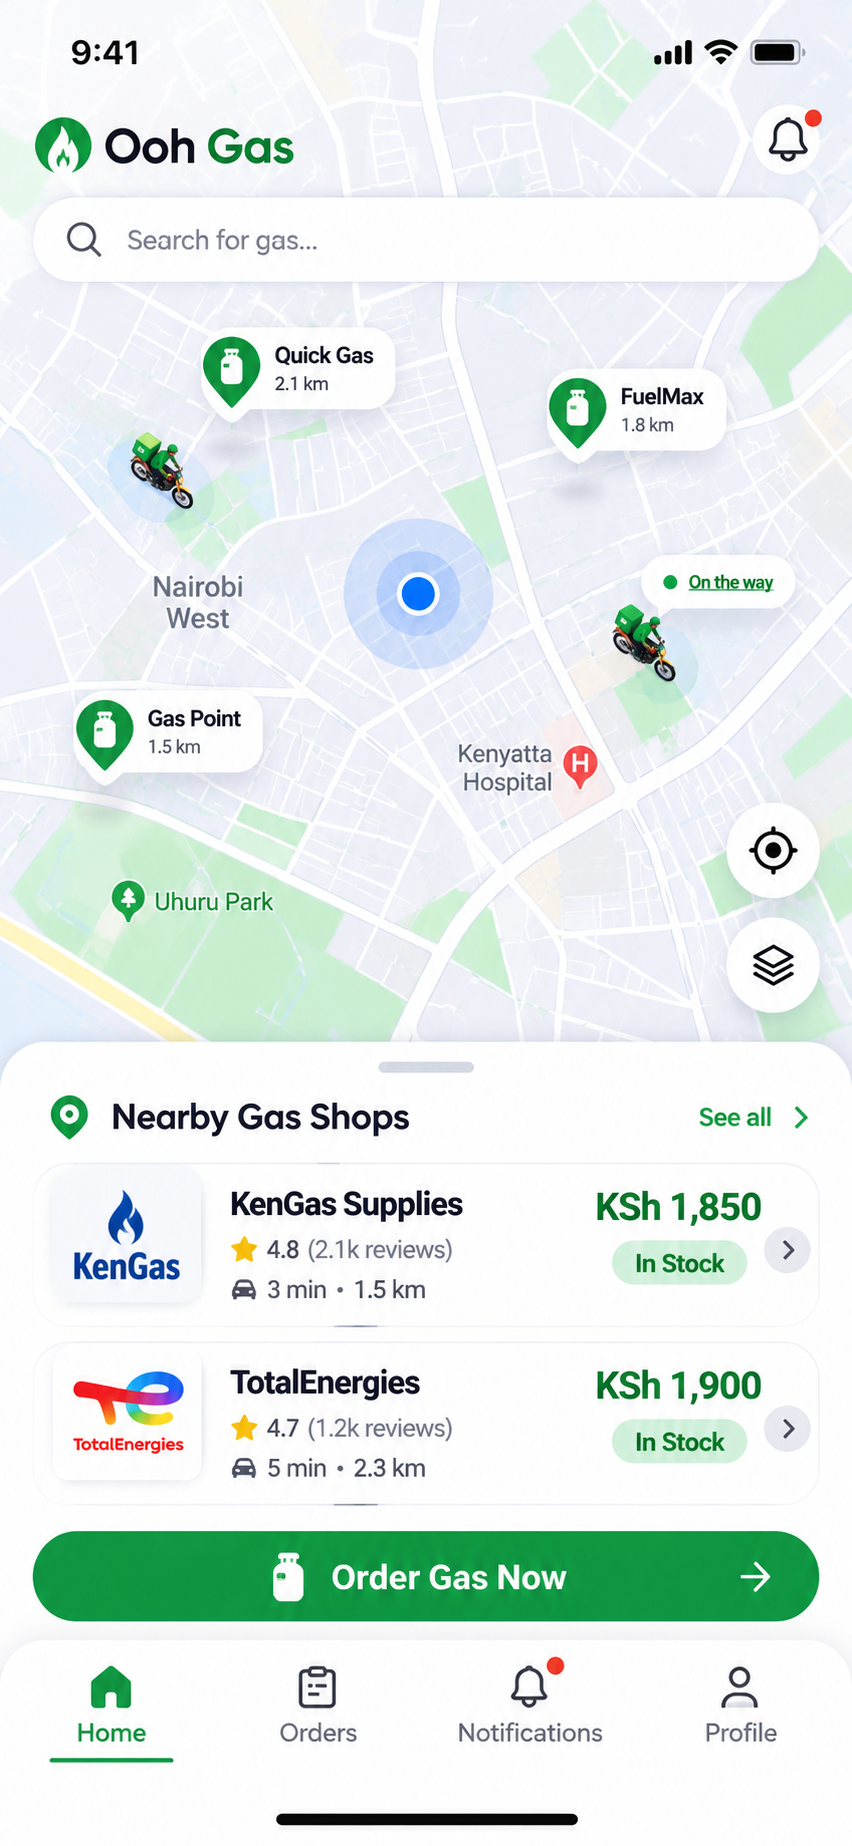 9:41
Ooh Gas
Search for gas...
Quick Gas
2.1 km
FuelMax
1.8 km
On the way
Nairobi
West
Gas Point
1.5 km
Kenyatta
Hospital
H
Uhuru Park
Nearby Gas Shops
See all
KenGas
KenGas Supplies
4.8 (2.1k reviews)
3 min • 1.5 km
KSh 1,850
In Stock
TotalEnergies
TotalEnergies
4.7 (1.2k reviews)
5 min • 2.3 km
KSh 1,900
In Stock
Order Gas Now
Home
Orders
Notifications
Profile